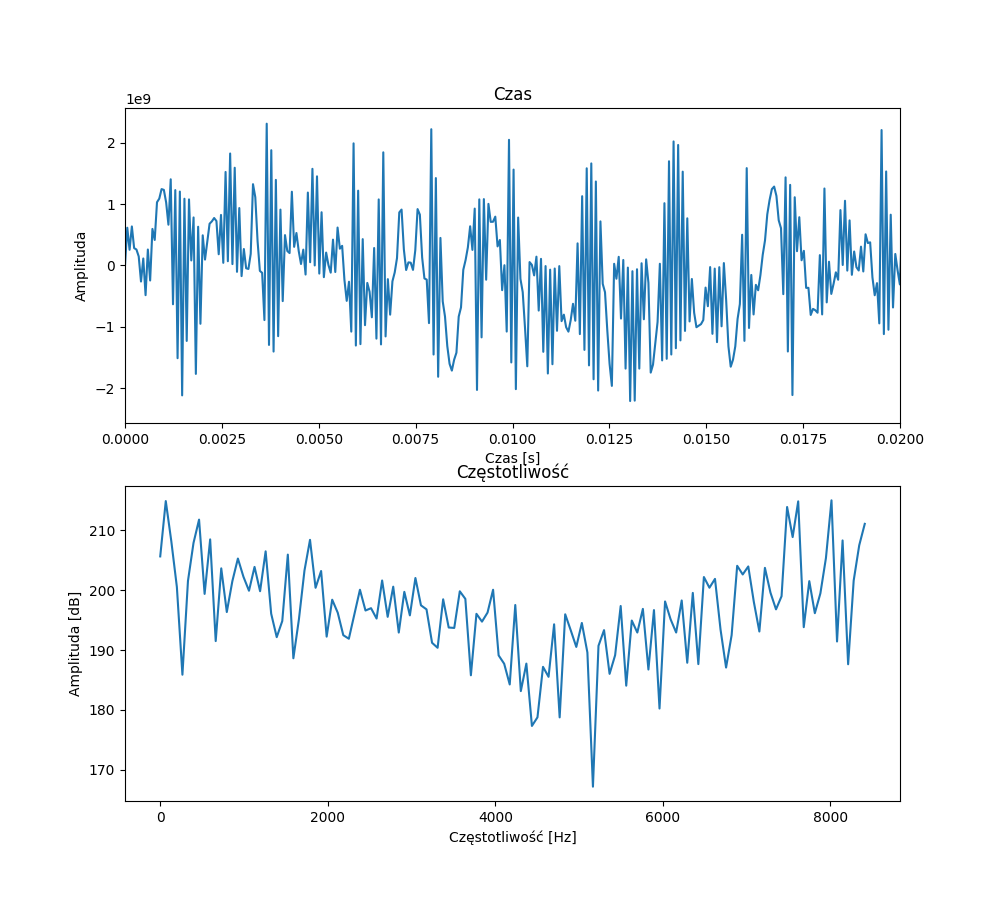 Czas
1e9
Amplituda
2
1
0
−1
−2
0.0000 0.0025 0.0050 0.0075 0.0100 0.0125 0.0150 0.0175 0.0200
Czas [s]
Częstotliwość
Amplituda [dB]
210
200
190
180
170
0 2000 4000 6000 8000
Częstotliwość [Hz]